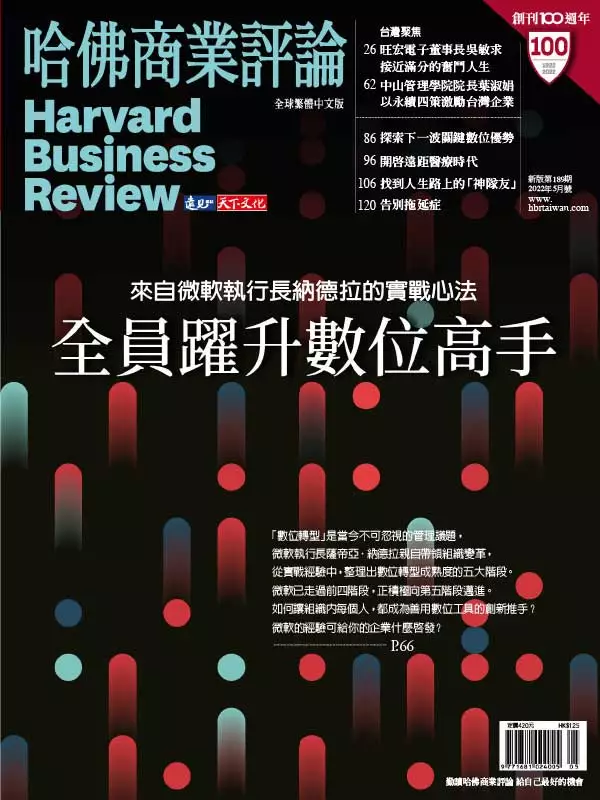 哈佛商業評論
全球繁體中文版
Harvard
Business
Review
遠見
天下文化
台灣聚焦
26 旺宏電子董事長吳敏求
接近滿分的奮鬥人生
62 中山管理學院院長葉淑娟
以永續四策激勵台灣企業
86 探索下一波關鍵數位優勢
96 開啓遠距醫療時代
106 找到人生路上的「神隊友」
120 告別拖延症
創刊100週年
100
1922
2022
新版第189期
2022年5月號
www.
hbrtaiwan.com
來自微軟執行長納德拉的實戰心法
全員躍升數位高手
「數位轉型」是當今不可忽視的管理議題，
微軟執行長薩帝亞．納德拉親自帶領組織變革，
從實戰經驗中，整理出數位轉型成熟度的五大階段。
微軟已走過前四階段，正積極向第五階段邁進。
如何讓組織內每個人，都成為善用數位工具的創新推手？
微軟的經驗可給你的企業什麼啓發？
P.66
定價420元 HK$125
9 771681 024005 05
勤讀哈佛商業評論 給自己最好的機會